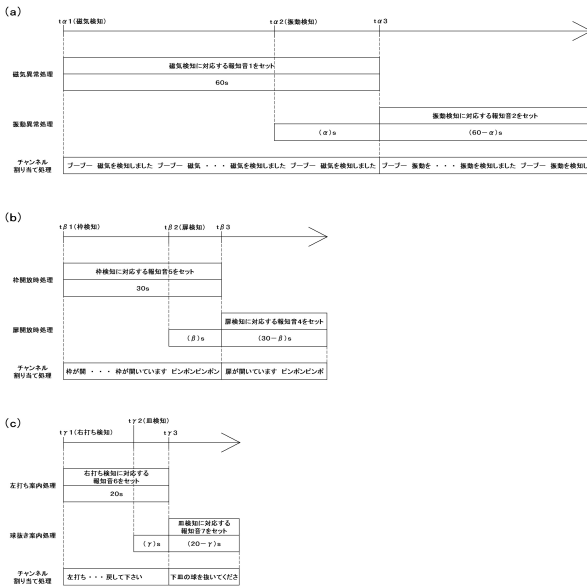 (a)
tα1(磁気検知)
tα2(振動検知)
tα3
磁気異常処理
磁気検知に対応する報知音1をセット
60s
振動異常処理
振動検知に対応する報知音2をセット
(α)s
(60-α)s
チャンネル
割り当て処理
ブーブー 磁気を検知しました ブーブー 磁気 ・・・ 磁気を検知しました ブーブー 磁気を検知しました
ブーブー 振動を ・・・ 振動を検知しました ブーブー 振動を検知し
(b)
tβ1(枠検知)
tβ2(扉検知)
tβ3
枠開放時処理
枠検知に対応する報知音5をセット
30s
扉開放時処理
扉検知に対応する報知音4をセット
(β)s
(30-β)s
チャンネル
割り当て処理
枠が開 ・・・ 枠が開いています ピンポンピンポン
扉が開いています ピンポンピンポ
(c)
tγ1(右打ち検知)
tγ2(皿検知)
tγ3
左打ち案内処理
右打ち検知に対応する
報知音6をセット
20s
球抜き案内処理
皿検知に対応する
報知音7をセット
(γ)s
(20-γ)s
チャンネル
割り当て処理
左打ち・・・戻して下さい
下皿の球を抜いてくださ